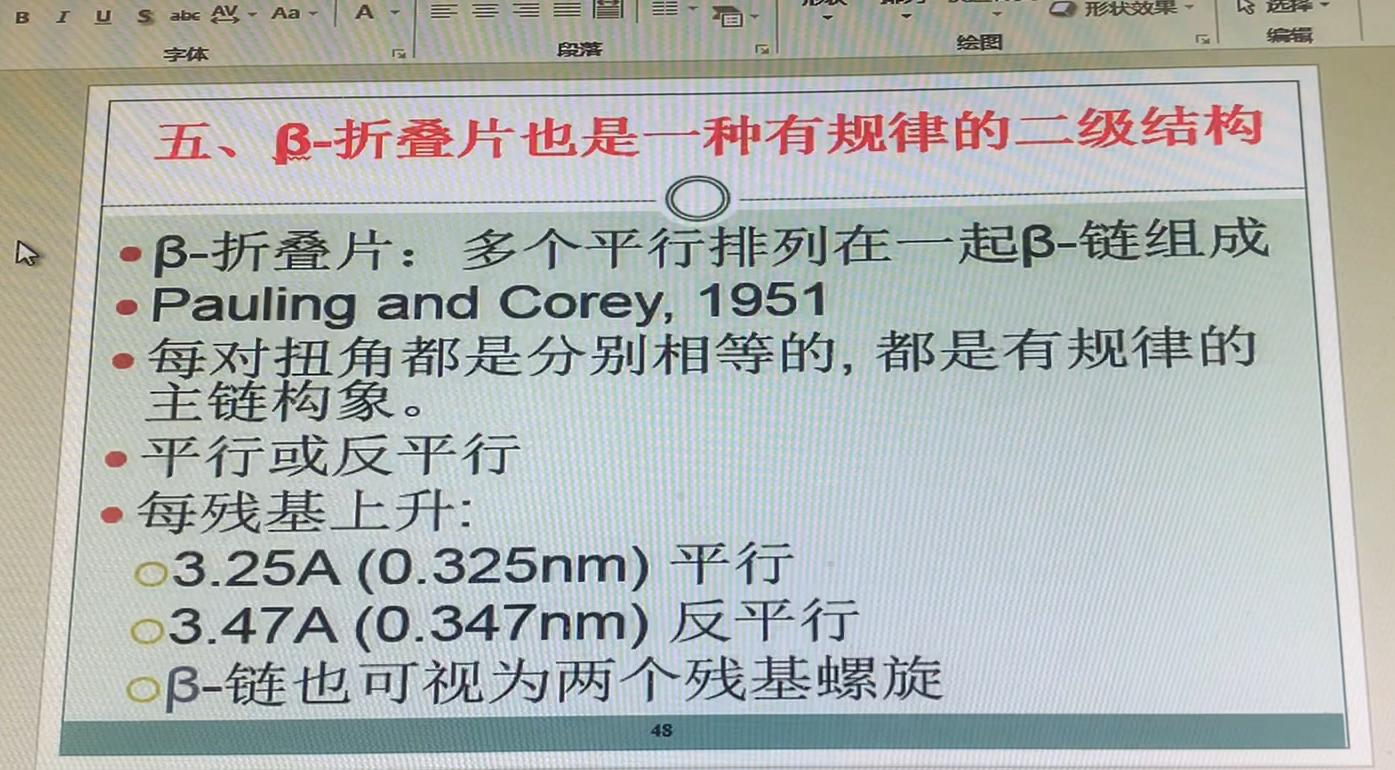 B I U S abc AV Aa A
形状效果 选择
字体 段落 绘图 编辑
五、β-折叠片也是一种有规律的二级结构
β-折叠片：多个平行排列在一起β-链组成
Pauling and Corey, 1951
每对扭角都是分别相等的, 都是有规律的
主链构象。
平行或反平行
每残基上升:
3.25A (0.325nm) 平行
3.47A (0.347nm) 反平行
β-链也可视为两个残基螺旋
48